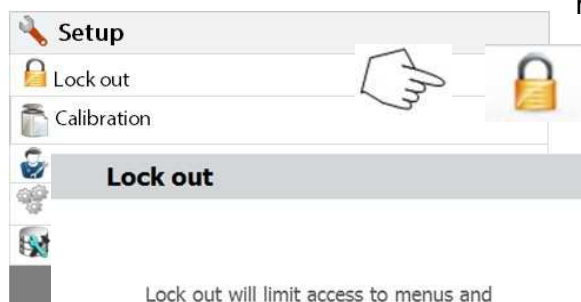 Setup
Lock out
Calibration
Lock out
Lock out will limit access to menus and